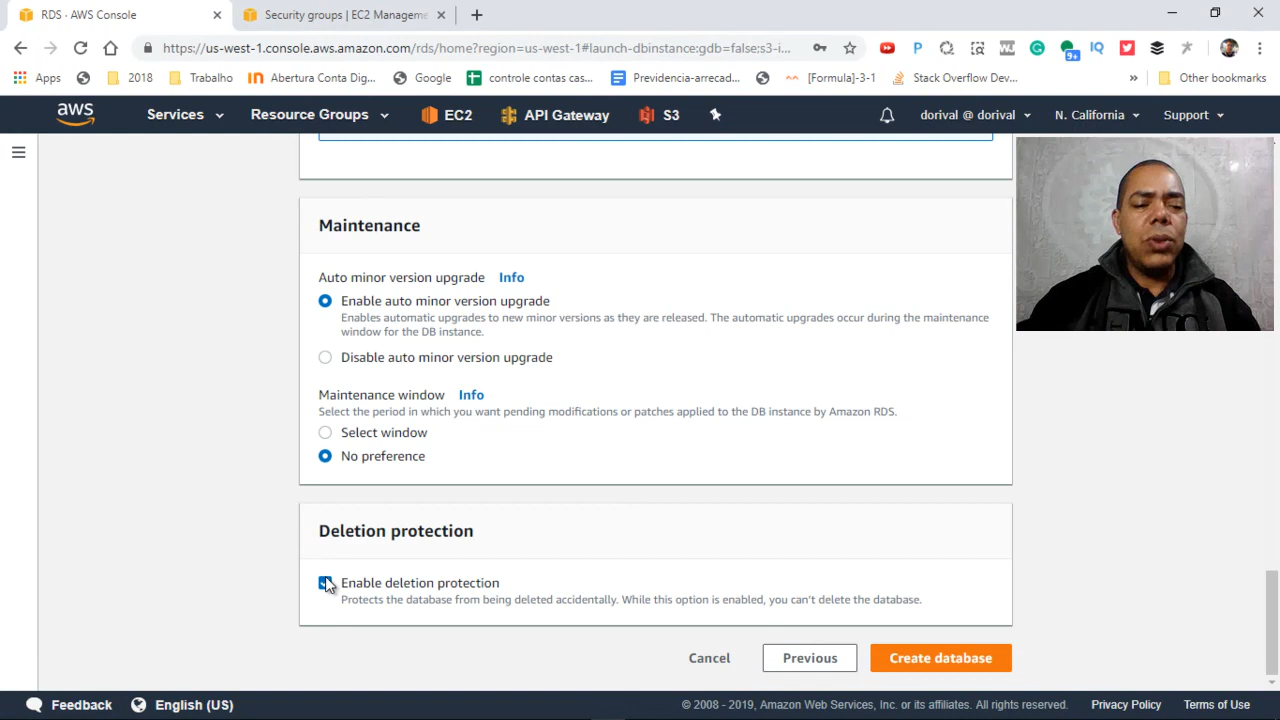 RDS - AWS Console
Security groups | EC2 Manageme
https://us-west-1.console.aws.amazon.com/rds/home?region=us-west-1#launch-dbinstance:gdb=false:s3-i...
9+
Apps
2018
Trabalho
Abertura Conta Dig...
Google
controle contas cas...
Previdencia-arred...
[Formula]-3-1
Stack Overflow Dev...
Other bookmarks
aws
Services
Resource Groups
EC2
API Gateway
S3
dorival @ dorival
N. California
Support
Maintenance
Auto minor version upgrade Info
Enable auto minor version upgrade
Enables automatic upgrades to new minor versions as they are released. The automatic upgrades occur during the maintenance
window for the DB instance.
Disable auto minor version upgrade
Maintenance window Info
Select the period in which you want pending modifications or patches applied to the DB instance by Amazon RDS.
Select window
No preference
Deletion protection
Enable deletion protection
Protects the database from being deleted accidentally. While this option is enabled, you can't delete the database.
Cancel
Previous
Create database
Feedback
English (US)
© 2008 - 2019, Amazon Web Services, Inc. or its affiliates. All rights reserved.
Privacy Policy
Terms of Use